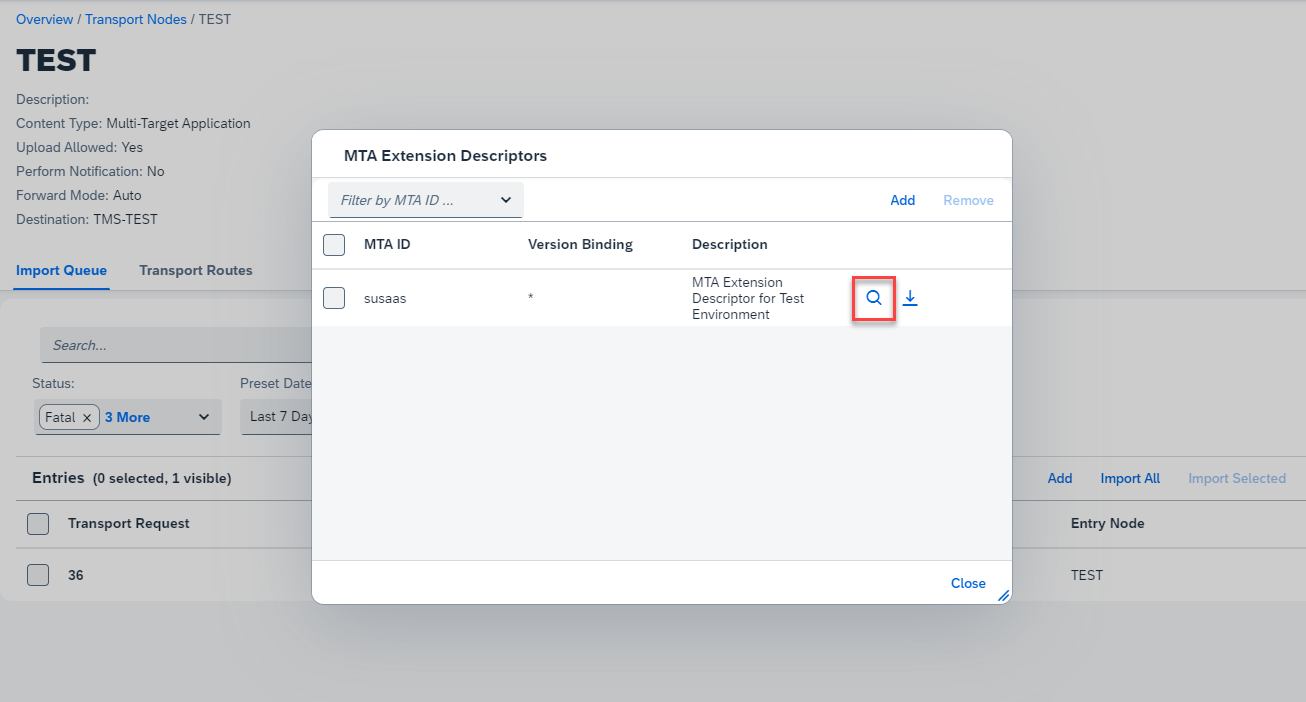 Overview / Transport Nodes / TEST
TEST
Description:
Content Type: Multi-Target Application
Upload Allowed: Yes
Perform Notification: No
Forward Mode: Auto
Destination: TMS-TEST
Import Queue Transport Routes
Search...
Status: Preset Date
Fatal 3 More Last 7 Day
Entries (0 selected, 1 visible) Add Import All Import Selected
Transport Request Entry Node
36 TEST
MTA Extension Descriptors
Filter by MTA ID ... Add Remove
MTA ID Version Binding Description
susaas * MTA Extension
Descriptor for Test
Environment
Close